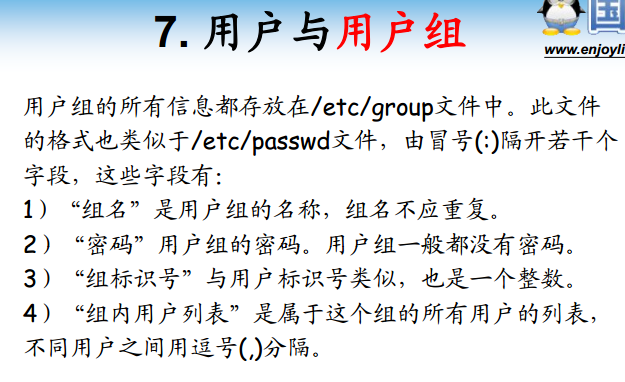 7. 用户与用户组
国
www.enjoyli
用户组的所有信息都存放在/etc/group文件中。此文件
的格式也类似于/etc/passwd文件，由冒号(:)隔开若干个
字段，这些字段有：
1）“组名”是用户组的名称，组名不应重复。
2）“密码”用户组的密码。用户组一般都没有密码。
3）“组标识号”与用户标识号类似，也是一个整数。
4）“组内用户列表”是属于这个组的所有用户的列表，
不同用户之间用逗号(,)分隔。